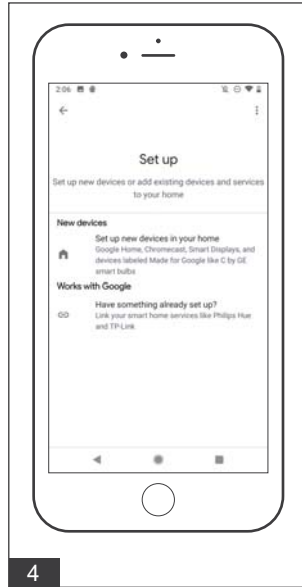 2:06
Set up
Set up new devices or add existing devices and services
to your home
New devices
Set up new devices in your home
Google Home, Chromecast, Smart Displays, and
devices labeled Made for Google like C by GE
smart bulbs
Works with Google
Have something already set up?
Link your smart home services like Philips Hue
and TP-Link
4